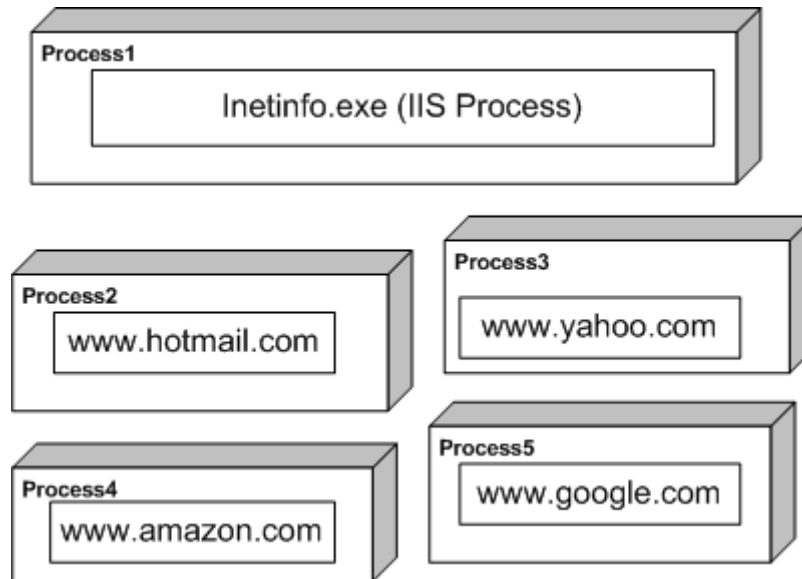 Process1
Inetinfo.exe (IIS Process)
Process2
www.hotmail.com
Process3
www.yahoo.com
Process4
www.amazon.com
Process5
www.google.com